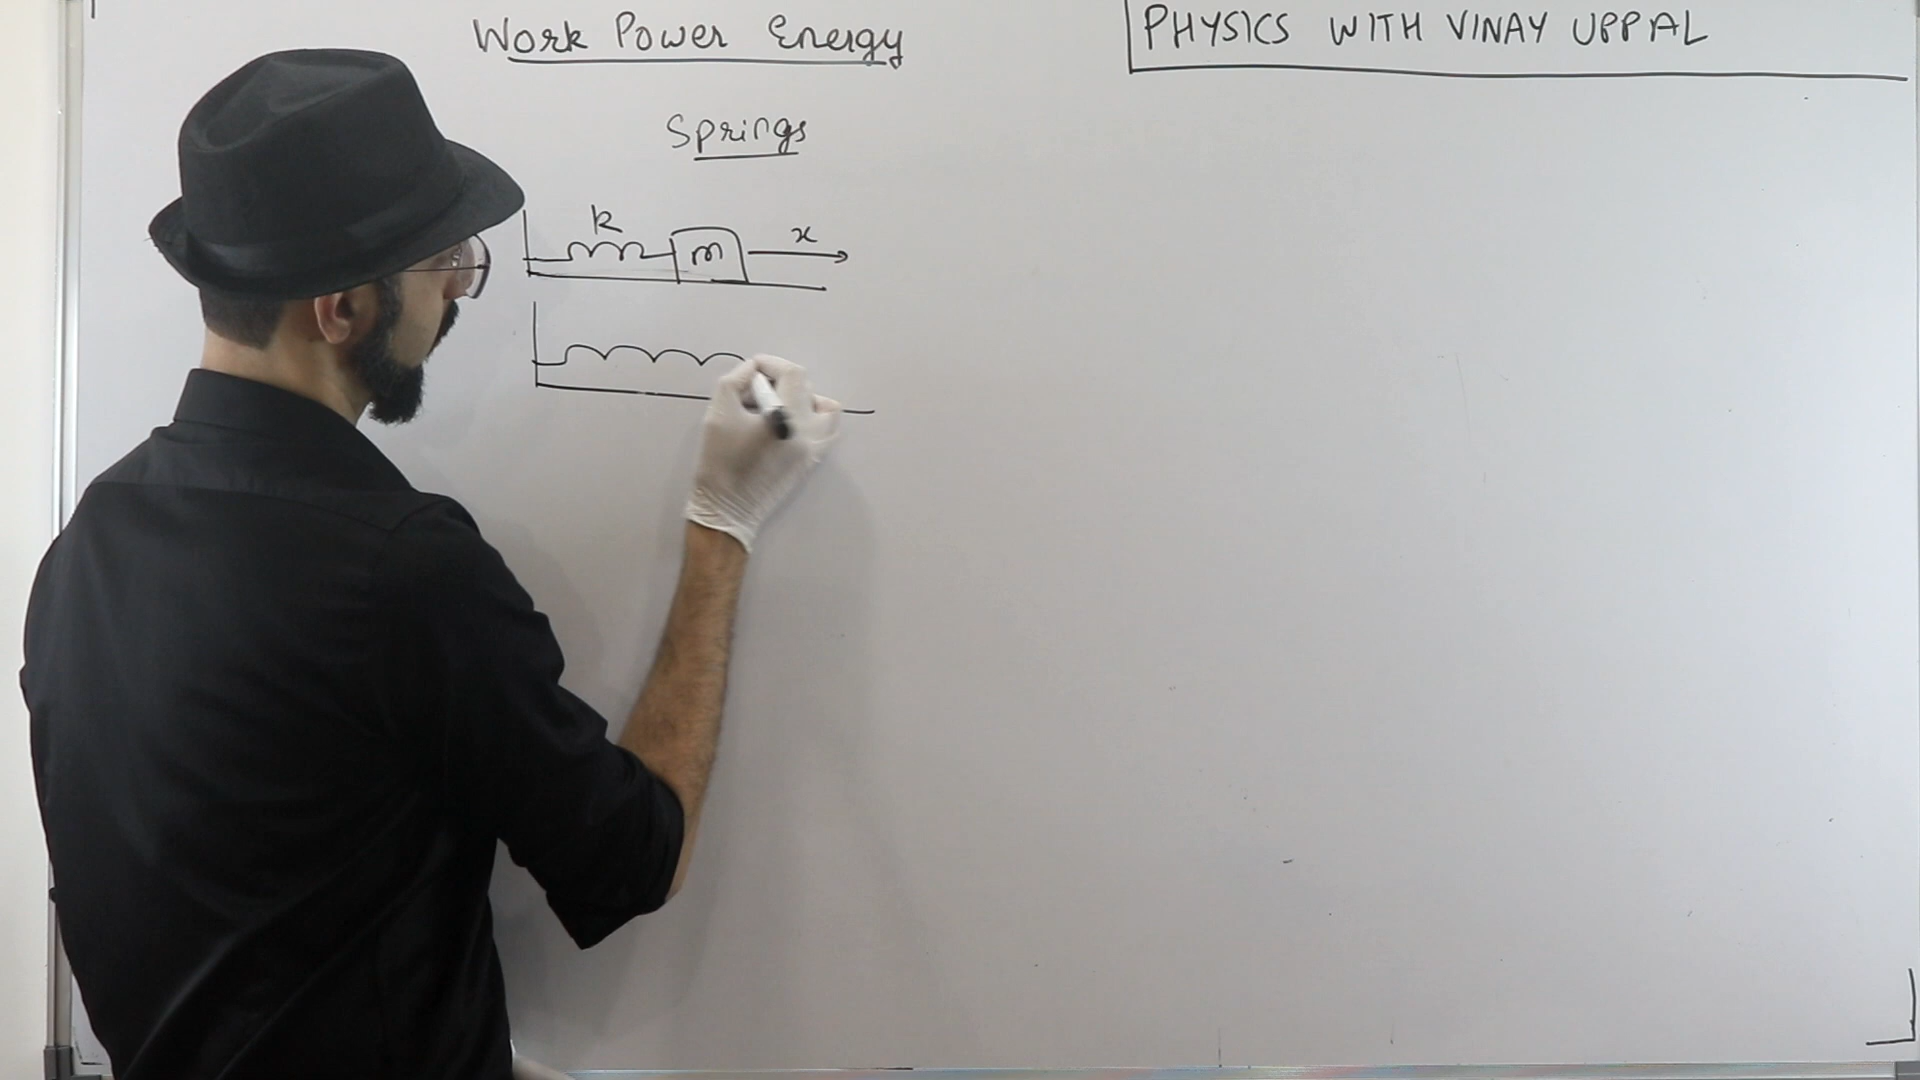 Work Power Energy
PHYSICS WITH VINAY UPPAL
Springs
k
m
x